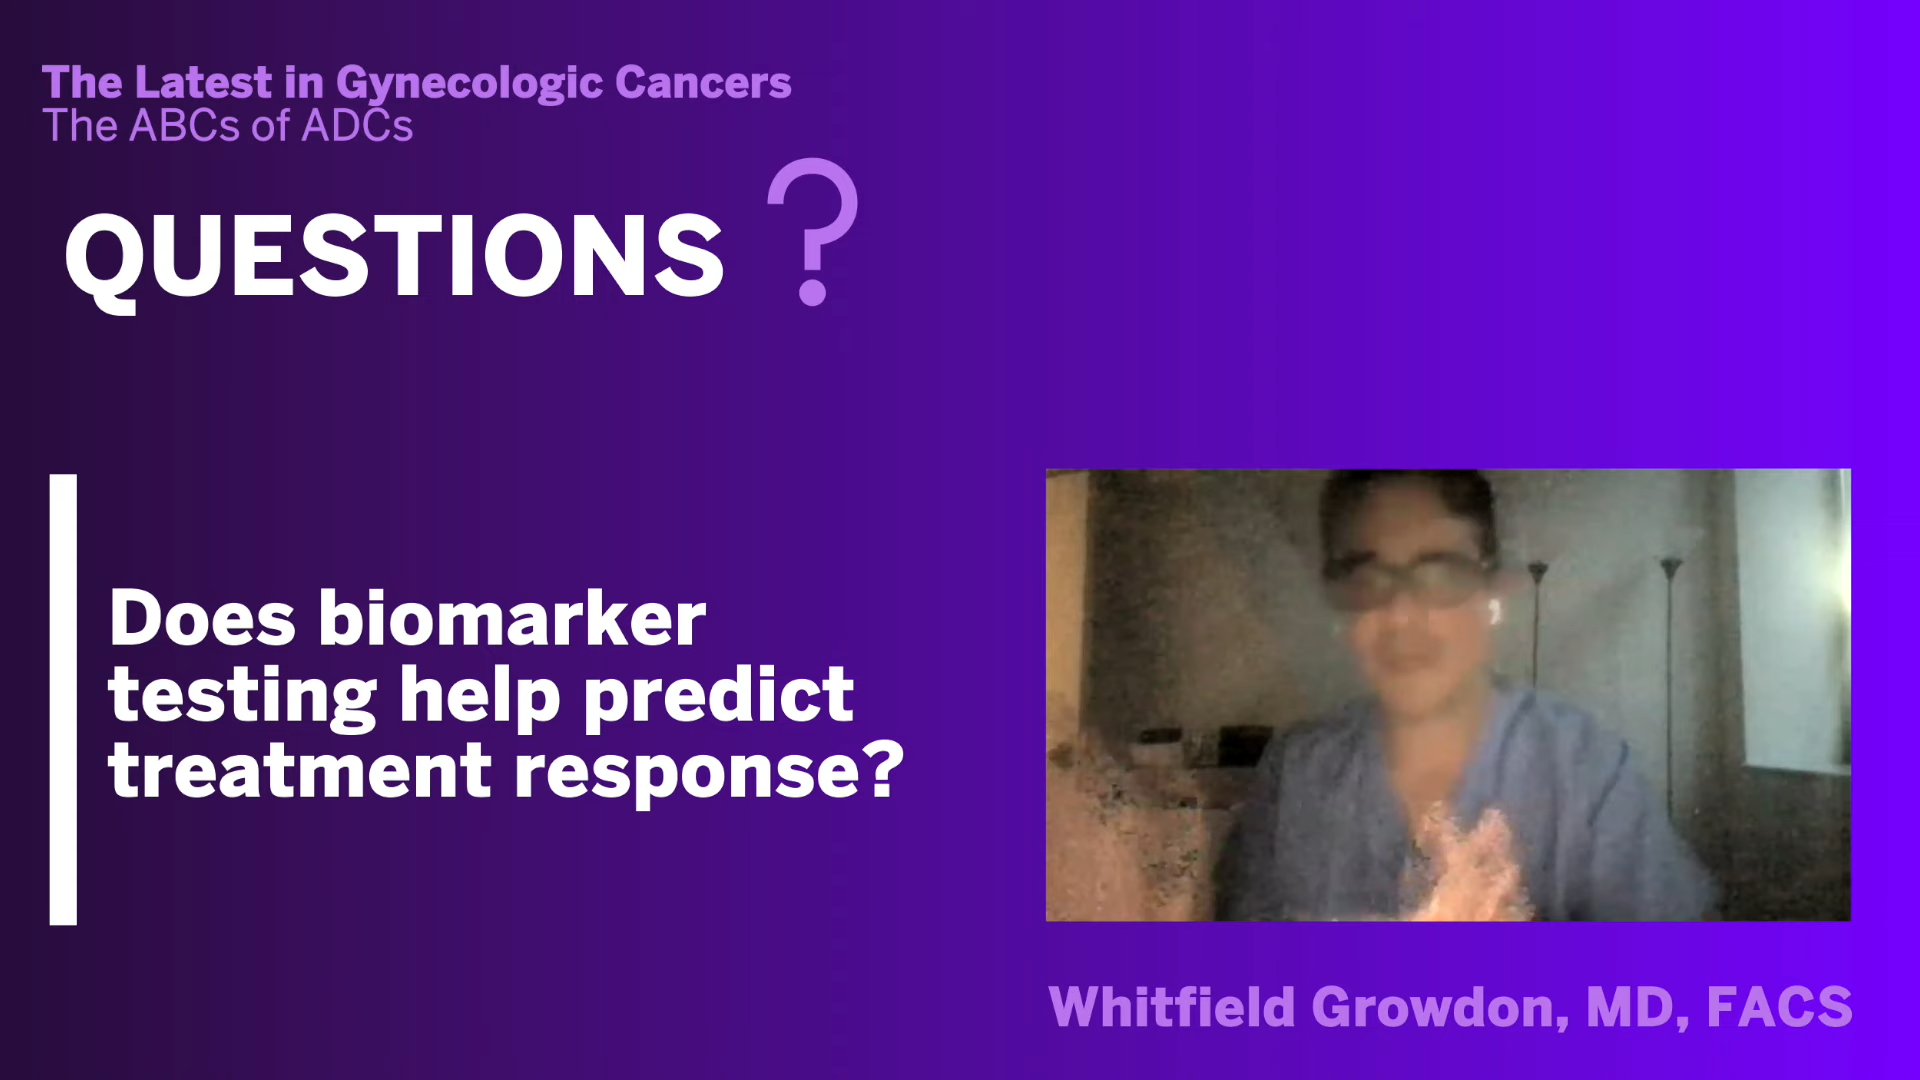 The Latest in Gynecologic Cancers
The ABCs of ADCs
QUESTIONS ?
Does biomarker
testing help predict
treatment response?
Whitfield Growdon, MD, FACS